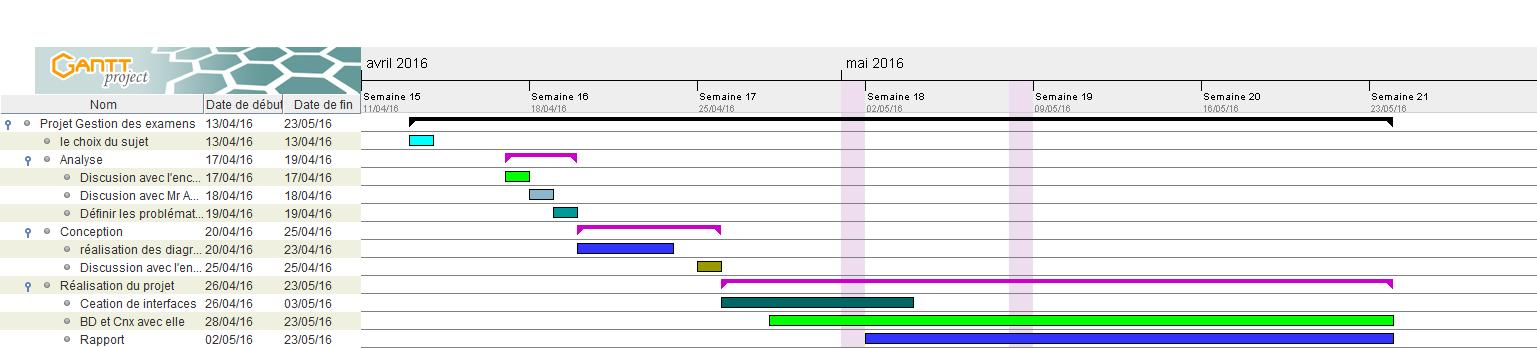 GANTT
project
avril 2016 mai 2016
Semaine 15 Semaine 16 Semaine 17 Semaine 18 Semaine 19 Semaine 20 Semaine 21
11/04/16 18/04/16 25/04/16 02/05/16 09/05/16 16/05/16 23/05/16
Nom Date de début Date de fin
Projet Gestion des examens 13/04/16 23/05/16
le choix du sujet 13/04/16 13/04/16
Analyse 17/04/16 19/04/16
Discusion avec l'enc... 17/04/16 17/04/16
Discusion avec Mr A... 18/04/16 18/04/16
Définir les problémat... 19/04/16 19/04/16
Conception 20/04/16 25/04/16
réalisation des diagr... 20/04/16 23/04/16
Discussion avec l'en... 25/04/16 25/04/16
Réalisation du projet 26/04/16 23/05/16
Ceation de interfaces 26/04/16 03/05/16
BD et Cnx avec elle 28/04/16 23/05/16
Rapport 02/05/16 23/05/16